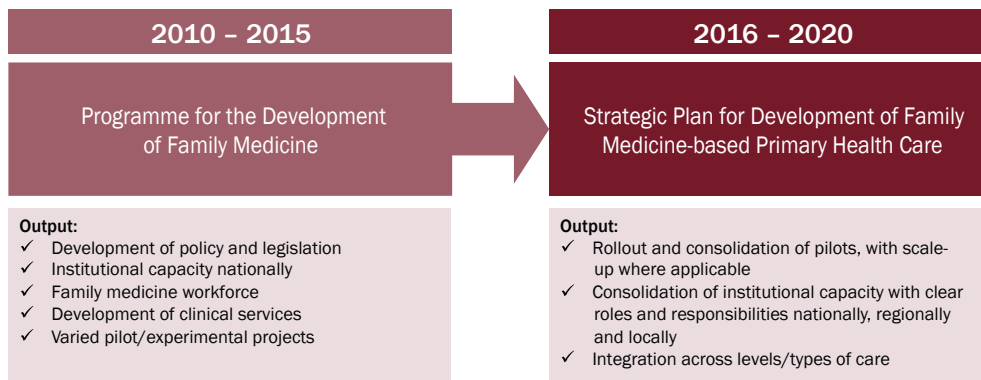 2010 – 2015
Programme for the Development
of Family Medicine
Output:
✓ Development of policy and legislation
✓ Institutional capacity nationally
✓ Family medicine workforce
✓ Development of clinical services
✓ Varied pilot/experimental projects
2016 – 2020
Strategic Plan for Development of Family
Medicine-based Primary Health Care
Output:
✓ Rollout and consolidation of pilots, with scale-
up where applicable
✓ Consolidation of institutional capacity with clear
roles and responsibilities nationally, regionally
and locally
✓ Integration across levels/types of care